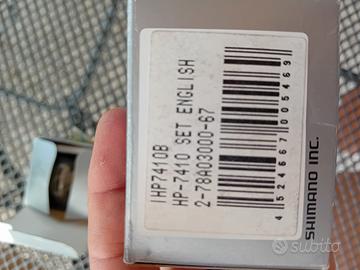 IHP7410B
HP-7410 SET ENGLISH
2-78A03000-67
4 524667 005469
SHIMANO INC.
subito